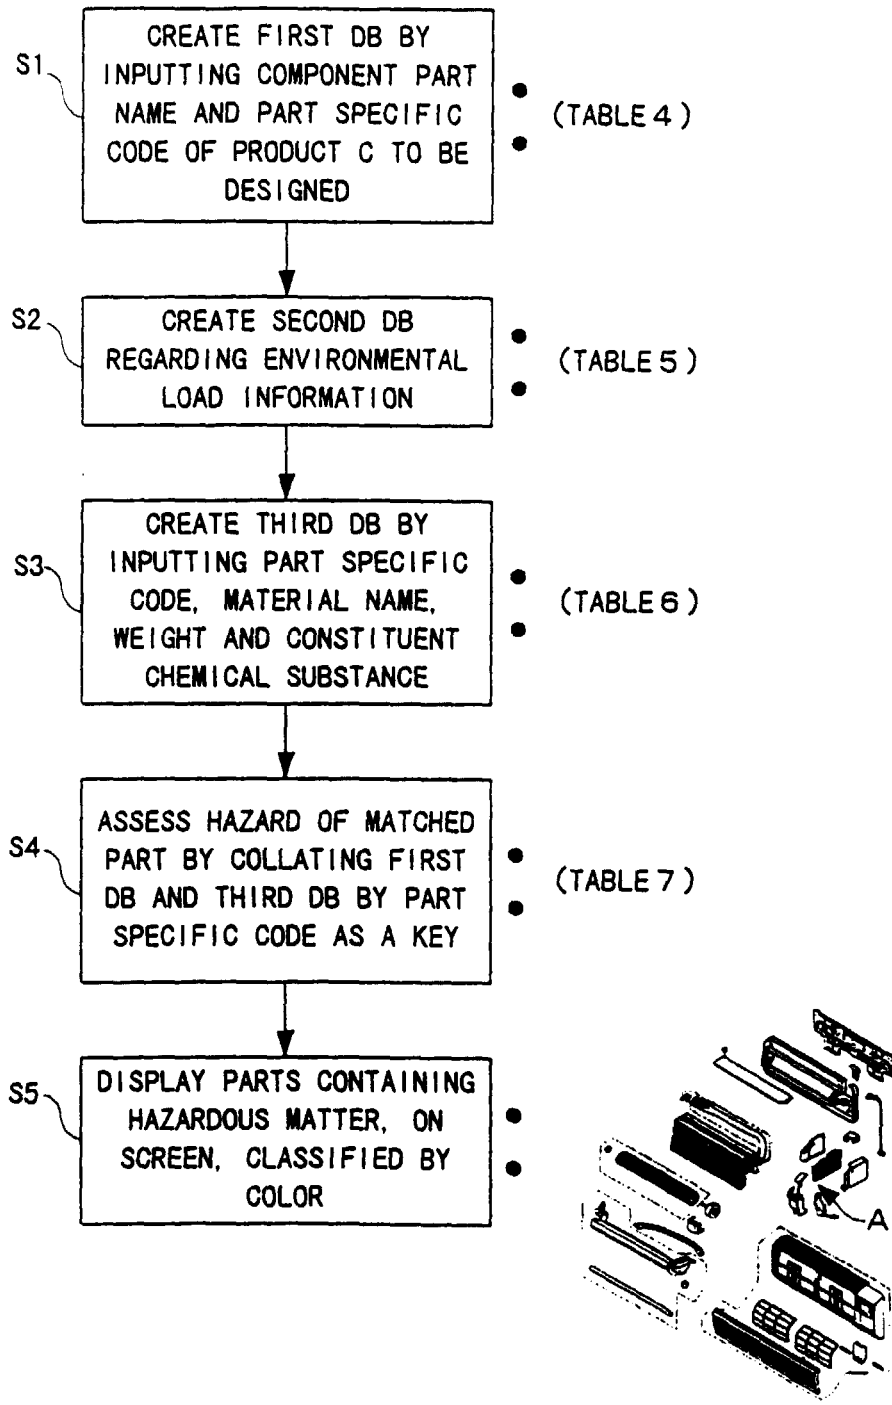 S1
CREATE FIRST DB BY
INPUTTING COMPONENT PART
NAME AND PART SPECIFIC
CODE OF PRODUCT C TO BE
DESIGNED
(TABLE 4)
S2
CREATE SECOND DB
REGARDING ENVIRONMENTAL
LOAD INFORMATION
(TABLE 5)
S3
CREATE THIRD DB BY
INPUTTING PART SPECIFIC
CODE, MATERIAL NAME,
WEIGHT AND CONSTITUENT
CHEMICAL SUBSTANCE
(TABLE 6)
S4
ASSESS HAZARD OF MATCHED
PART BY COLLATING FIRST
DB AND THIRD DB BY PART
SPECIFIC CODE AS A KEY
(TABLE 7)
S5
DISPLAY PARTS CONTAINING
HAZARDOUS MATTER, ON
SCREEN, CLASSIFIED BY
COLOR
A